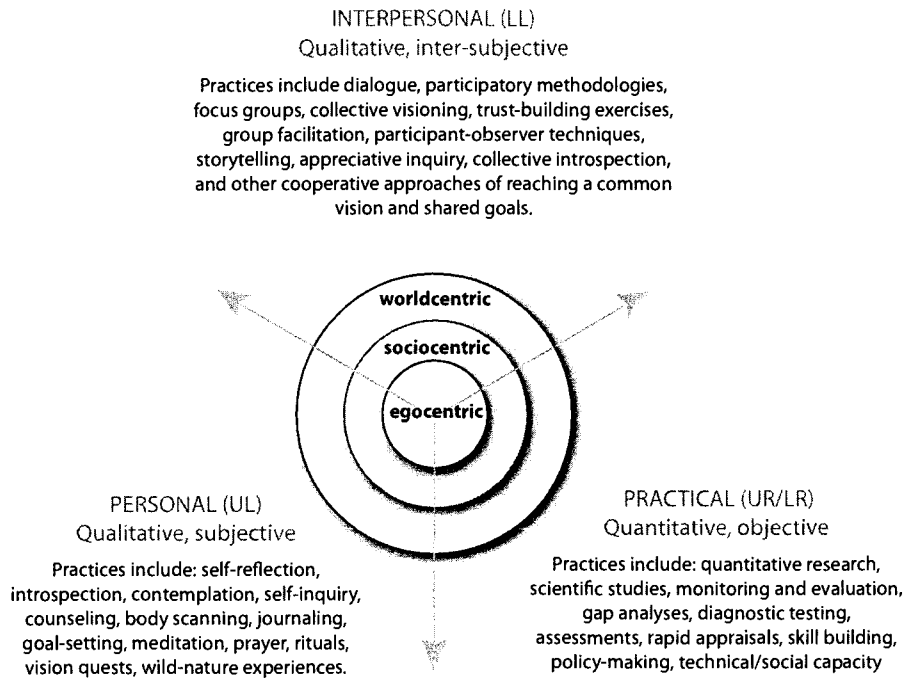 INTERPERSONAL (LL)
Qualitative, inter-subjective
Practices include dialogue, participatory methodologies,
focus groups, collective visioning, trust-building exercises,
group facilitation, participant-observer techniques,
storytelling, appreciative inquiry, collective introspection,
and other cooperative approaches of reaching a common
vision and shared goals.
worldcentric
sociocentric
egocentric
PERSONAL (UL)
Qualitative, subjective
Practices include: self-reflection,
introspection, contemplation, self-inquiry,
counseling, body scanning, journaling,
goal-setting, meditation, prayer, rituals,
vision quests, wild-nature experiences.
PRACTICAL (UR/LR)
Quantitative, objective
Practices include: quantitative research,
scientific studies, monitoring and evaluation,
gap analyses, diagnostic testing,
assessments, rapid appraisals, skill building,
policy-making, technical/social capacity